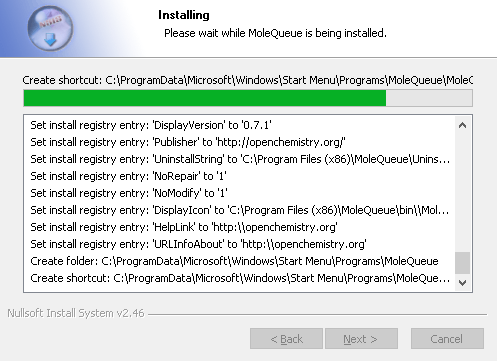 Installing
Please wait while MoleQueue is being installed.
Create shortcut: C:\ProgramData\Microsoft\Windows\Start Menu\Programs\MoleQueue\MoleC
Set install registry entry: 'DisplayVersion' to '0.7.1'
Set install registry entry: 'Publisher' to 'http://openchemistry.org/'
Set install registry entry: 'UninstallString' to 'C:\Program Files (x86)\MoleQueue\Unins...
Set install registry entry: 'NoRepair' to '1'
Set install registry entry: 'NoModify' to '1'
Set install registry entry: 'DisplayIcon' to 'C:\Program Files (x86)\MoleQueue\bin\\Mol...
Set install registry entry: 'HelpLink' to 'http:\\openchemistry.org'
Set install registry entry: 'URLInfoAbout' to 'http:\\openchemistry.org'
Create folder: C:\ProgramData\Microsoft\Windows\Start Menu\Programs\MoleQueue
Create shortcut: C:\ProgramData\Microsoft\Windows\Start Menu\Programs\MoleQue...
Nullsoft Install System v2.46
< Back Next > Cancel